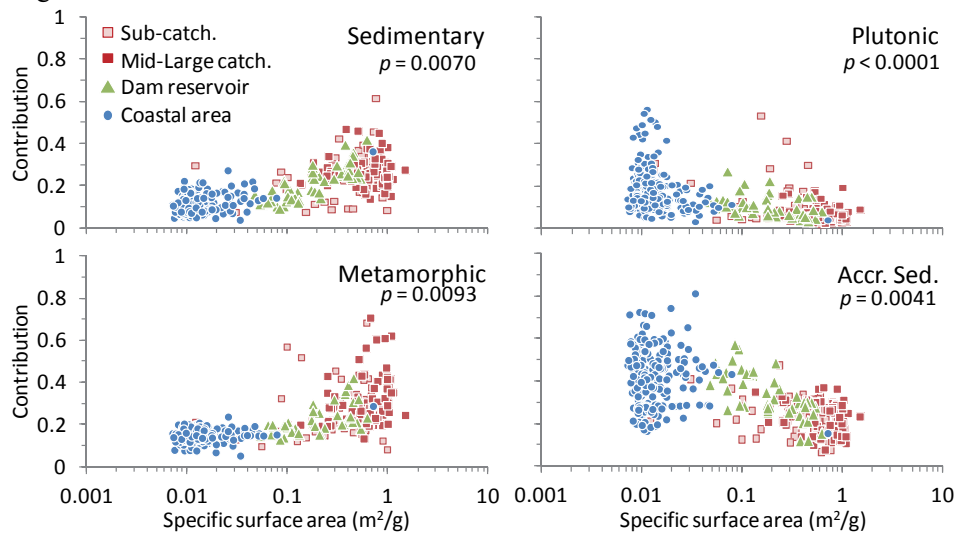 1
0.8
0.6
0.4
0.2
0
Contribution
Sub-catch.
Mid-Large catch.
Dam reservoir
Coastal area
Sedimentary
p = 0.0070
Plutonic
p < 0.0001
1
0.8
0.6
0.4
0.2
0
Contribution
Metamorphic
p = 0.0093
Accr. Sed.
p = 0.0041
0.001 0.01 0.1 1 10
Specific surface area (m²/g)
0.001 0.01 0.1 1 10
Specific surface area (m²/g)